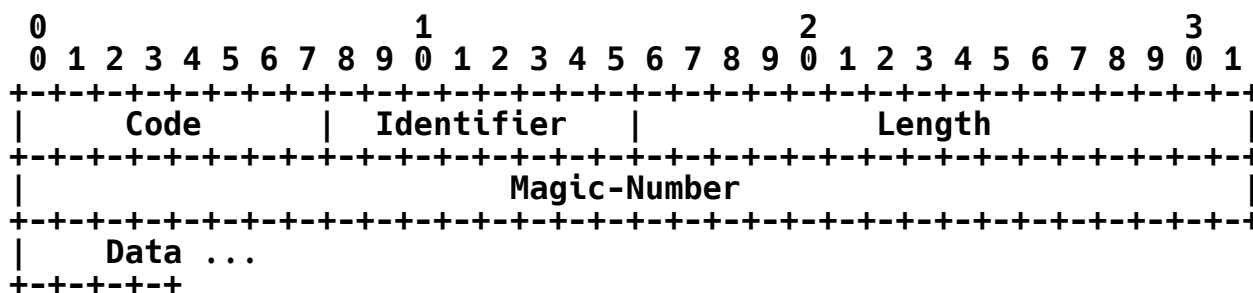 0                   1                   2                   3
 0 1 2 3 4 5 6 7 8 9 0 1 2 3 4 5 6 7 8 9 0 1 2 3 4 5 6 7 8 9 0 1
+-+-+-+-+-+-+-+-+-+-+-+-+-+-+-+-+-+-+-+-+-+-+-+-+-+-+-+-+-+-+-+-+
|     Code      |  Identifier   |            Length             |
+-+-+-+-+-+-+-+-+-+-+-+-+-+-+-+-+-+-+-+-+-+-+-+-+-+-+-+-+-+-+-+-+
|                         Magic-Number                          |
+-+-+-+-+-+-+-+-+-+-+-+-+-+-+-+-+-+-+-+-+-+-+-+-+-+-+-+-+-+-+-+-+
|    Data ...
+-+-+-+-+